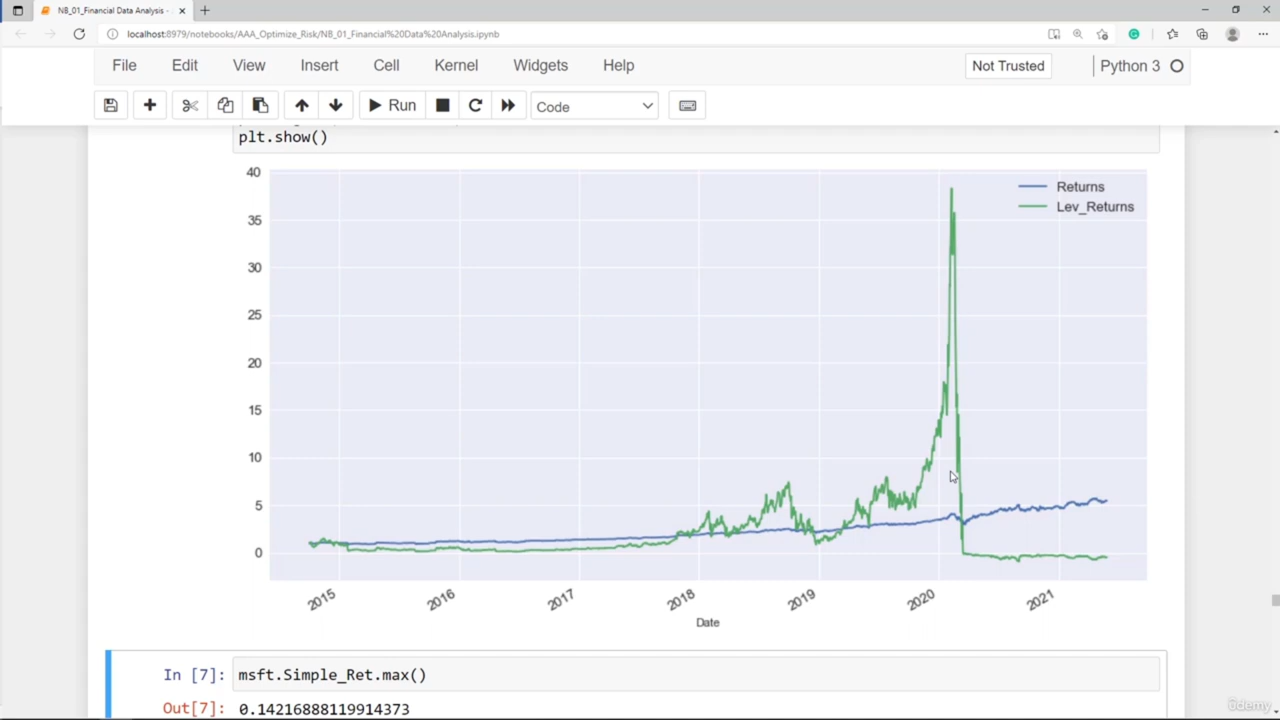 NB_01_Financial Data Analysis -
localhost:8979/notebooks/AAA_Optimize_Risk/NB_01_Financial%20Data%20Analysis.ipynb
File Edit View Insert Cell Kernel Widgets Help Not Trusted Python 3
Run Code
plt.show()
40
35
30
25
20
15
10
5
0
Returns
Lev_Returns
2015 2016 2017 2018 2019 2020 2021
Date
In [7]: msft.Simple_Ret.max()
Out[7]: 0.14216888119914373
ûdemy